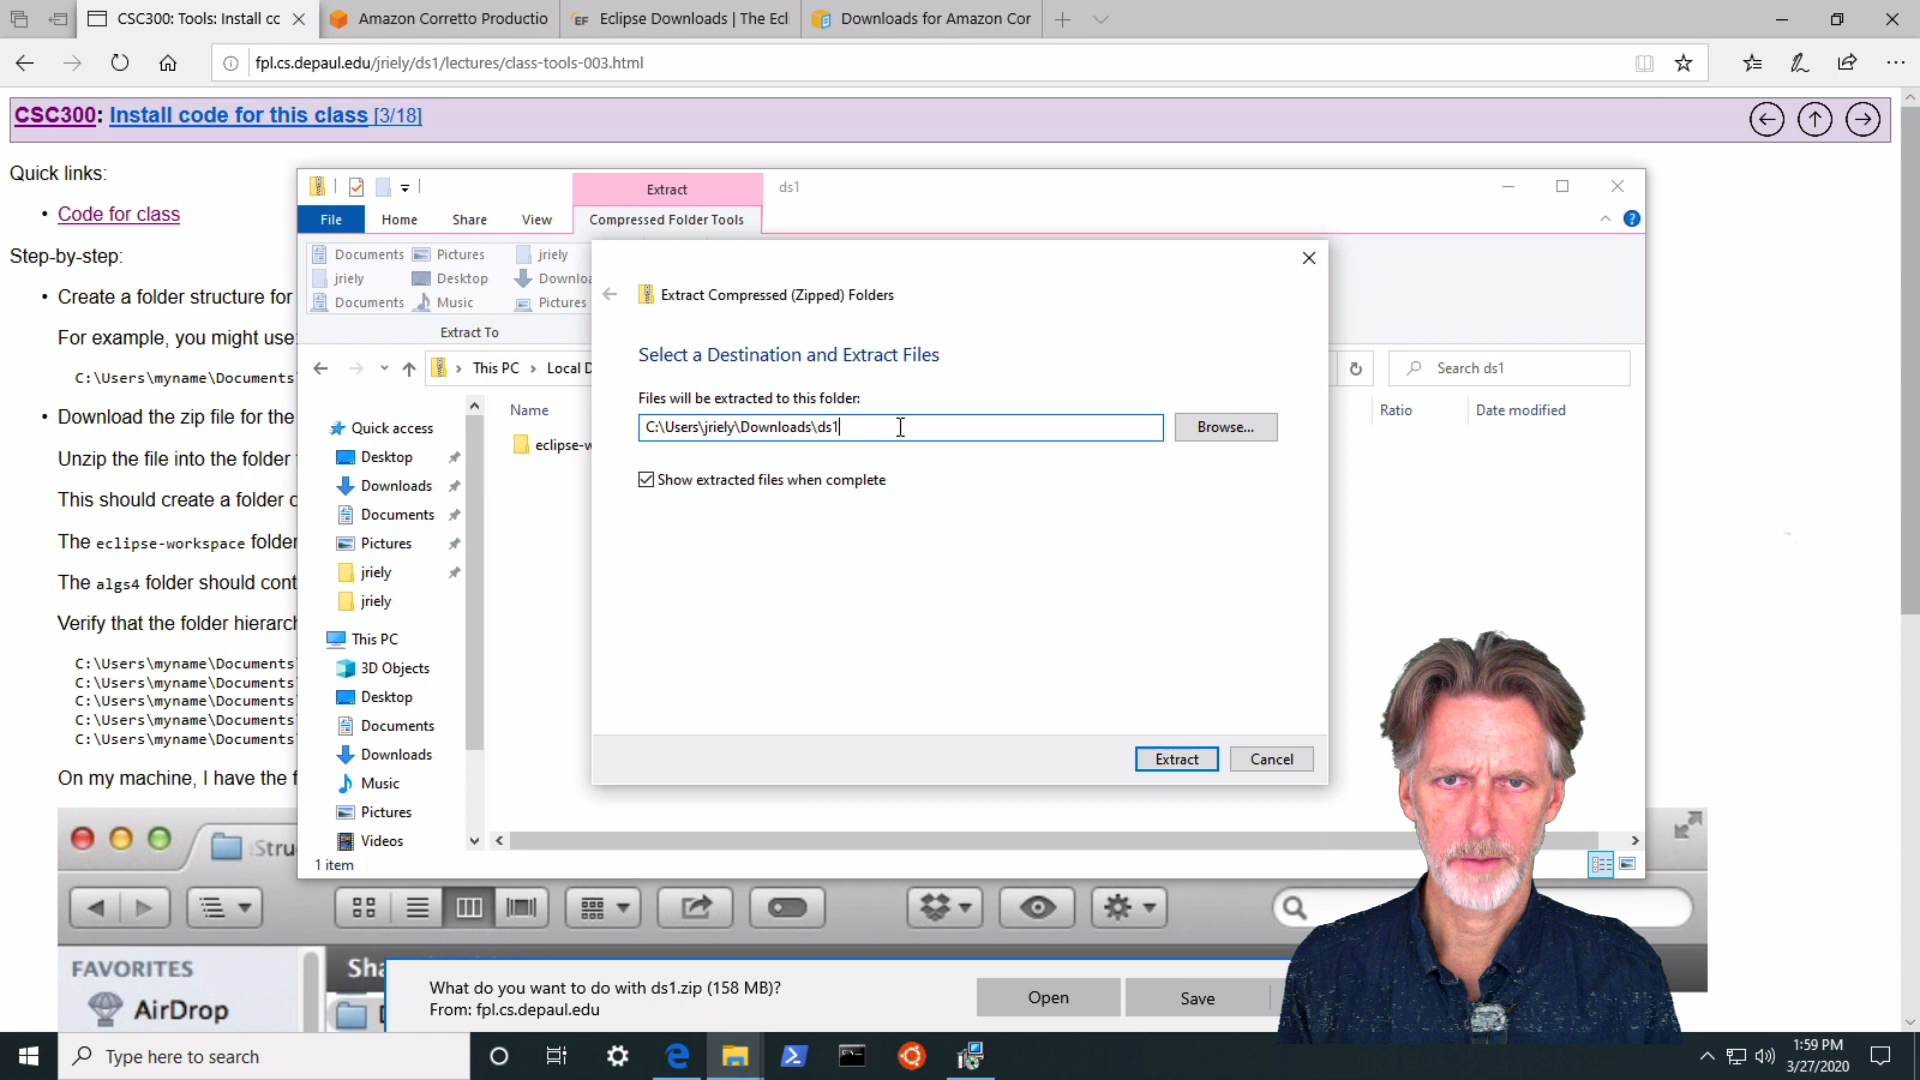 CSC300: Tools: Install cc
Amazon Corretto Productio
EF Eclipse Downloads | The Ecl
Downloads for Amazon Cor
fpl.cs.depaul.edu/jriely/ds1/lectures/class-tools-003.html
CSC300: Install code for this class [3/18]
Quick links:
• Code for class
Step-by-step:
• Create a folder structure for
For example, you might use
C:\Users\myname\Documents
• Download the zip file for the
Unzip the file into the folder
This should create a folder
The eclipse-workspace folder
The algs4 folder should cont
Verify that the folder hierarch
C:\Users\myname\Documents
C:\Users\myname\Documents
C:\Users\myname\Documents
C:\Users\myname\Documents
C:\Users\myname\Documents
On my machine, I have the f
Extract
ds1
File Home Share View Compressed Folder Tools
Documents Pictures jriely
jriely Desktop Downlo
Documents Music Pictures
Extract To
This PC > Local D
Search ds1
Name Ratio Date modified
eclipse-w
Quick access
Desktop
Downloads
Documents
Pictures
jriely
jriely
This PC
3D Objects
Desktop
Documents
Downloads
Music
Pictures
Videos
1 item
Extract Compressed (Zipped) Folders
Select a Destination and Extract Files
Files will be extracted to this folder:
C:\Users\jriely\Downloads\ds1
Browse...
Show extracted files when complete
Extract Cancel
FAVORITES
AirDrop
What do you want to do with ds1.zip (158 MB)?
From: fpl.cs.depaul.edu
Open Save
Type here to search
1:59 PM
3/27/2020